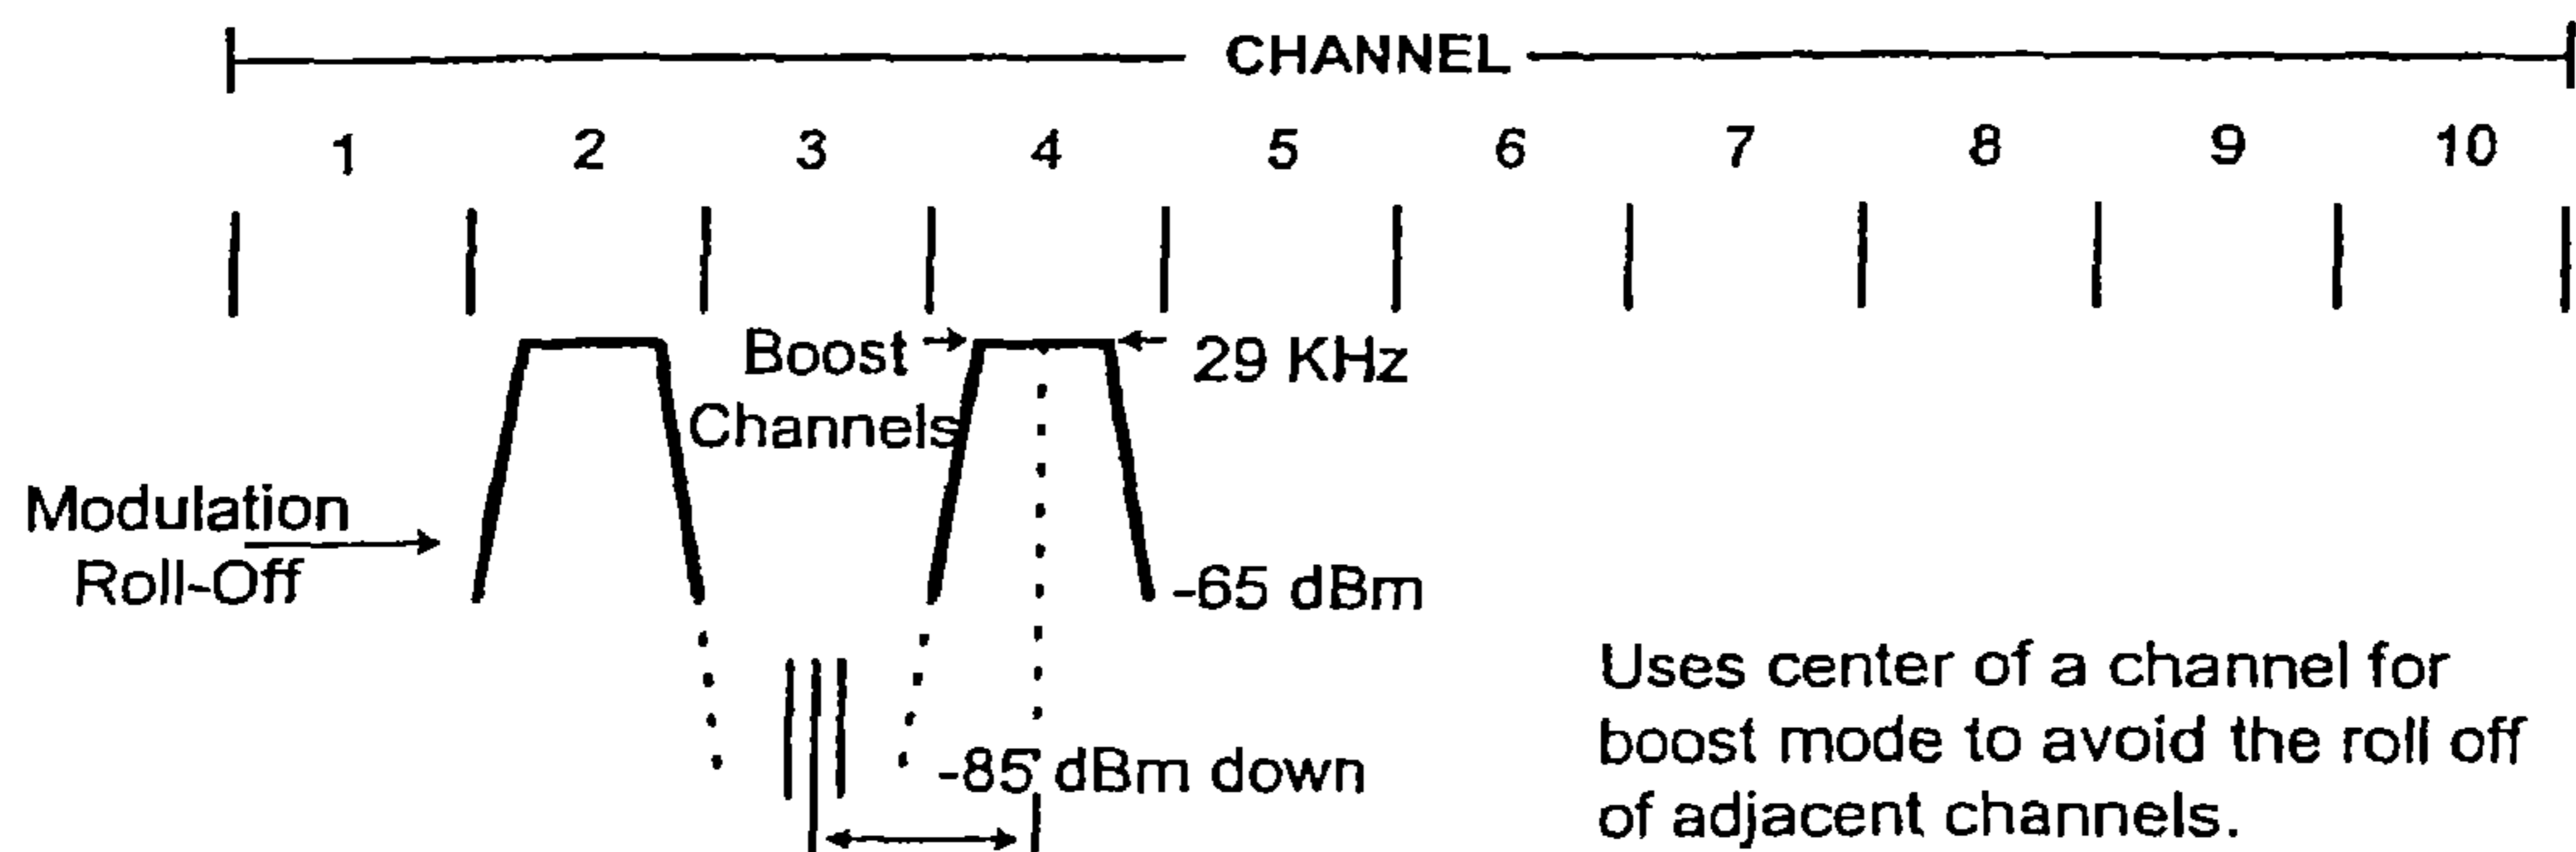 CHANNEL
1 2 3 4 5 6 7 8 9 10
Boost
Channels
29 KHz
Modulation
Roll-Off
-65 dBm
-85 dBm down
Uses center of a channel for
boost mode to avoid the roll off
of adjacent channels.